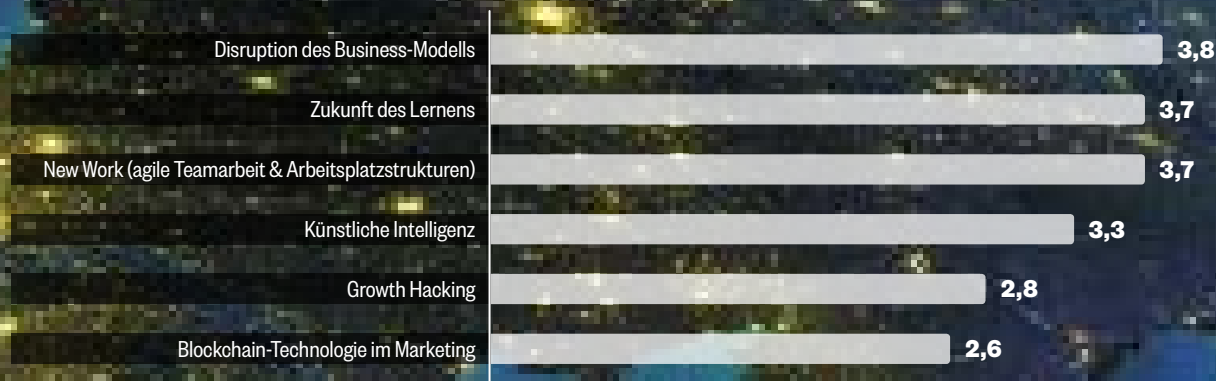 Disruption des Business-Modells 3,8
Zukunft des Lernens 3,7
New Work (agile Teamarbeit & Arbeitsplatzstrukturen) 3,7
Künstliche Intelligenz 3,3
Growth Hacking 2,8
Blockchain-Technologie im Marketing 2,6